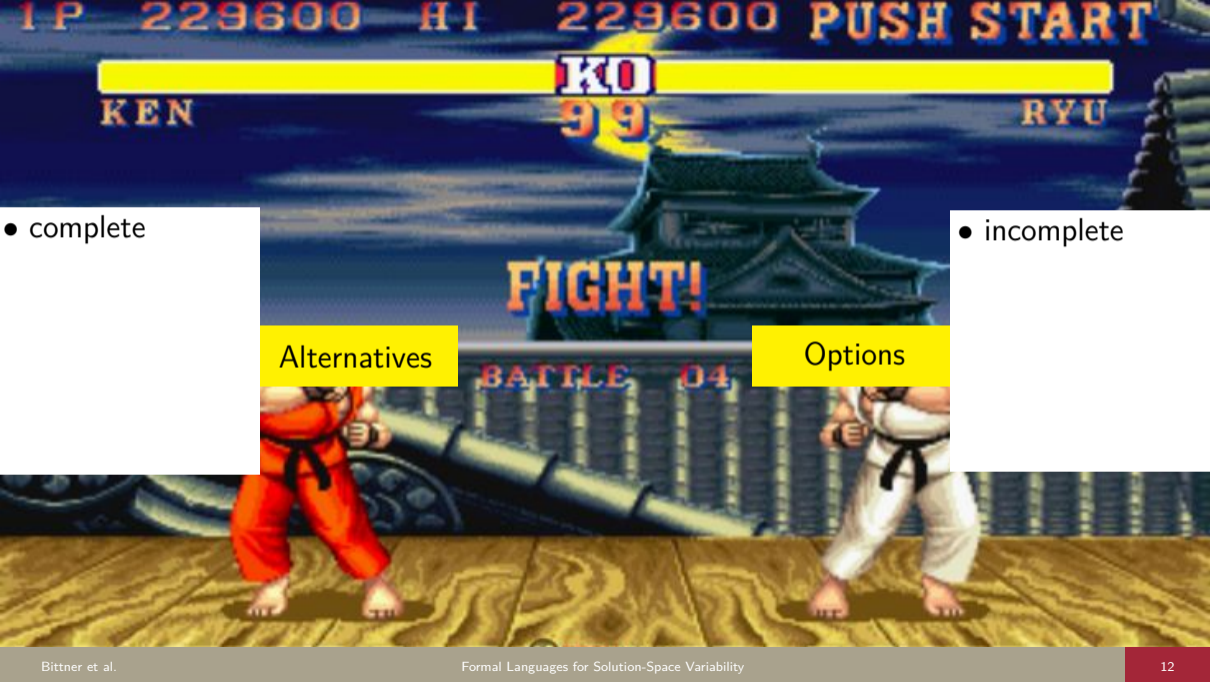 1P 229600 HI 229600 PUSH START
KO
KEN 99 RYU
• complete
• incomplete
FIGHT!
Alternatives
Options
BATTLE 04
Bittner et al. Formal Languages for Solution-Space Variability 12